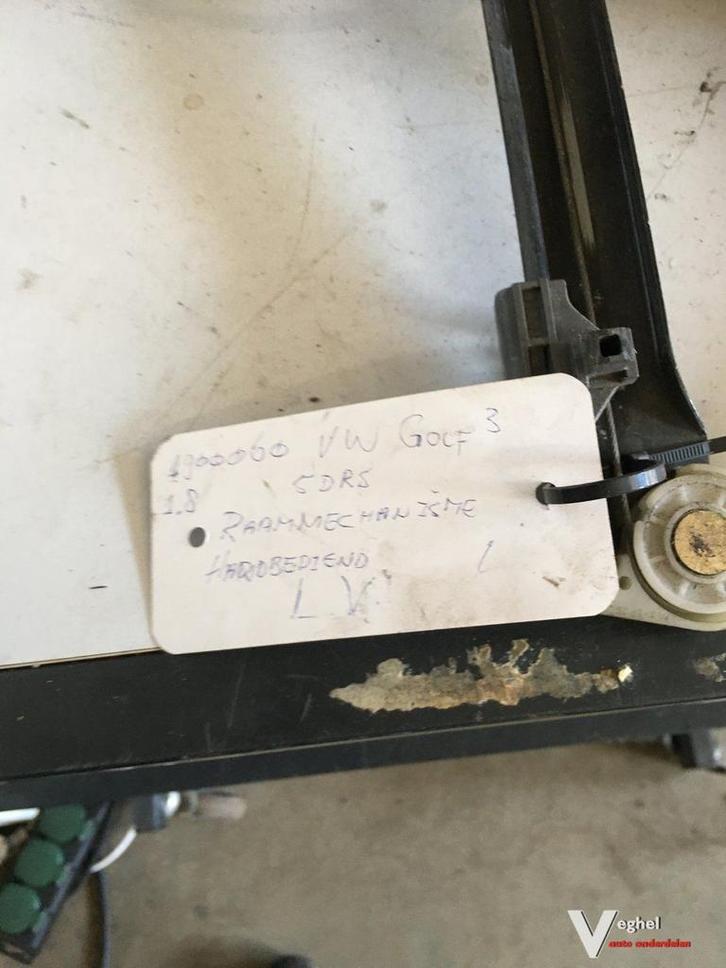 1900060 VW GOLF 3
1.8 5DRS
RAAMMECHANISME
HANDBEDIEND
L V
Veghel
auto onderdelen